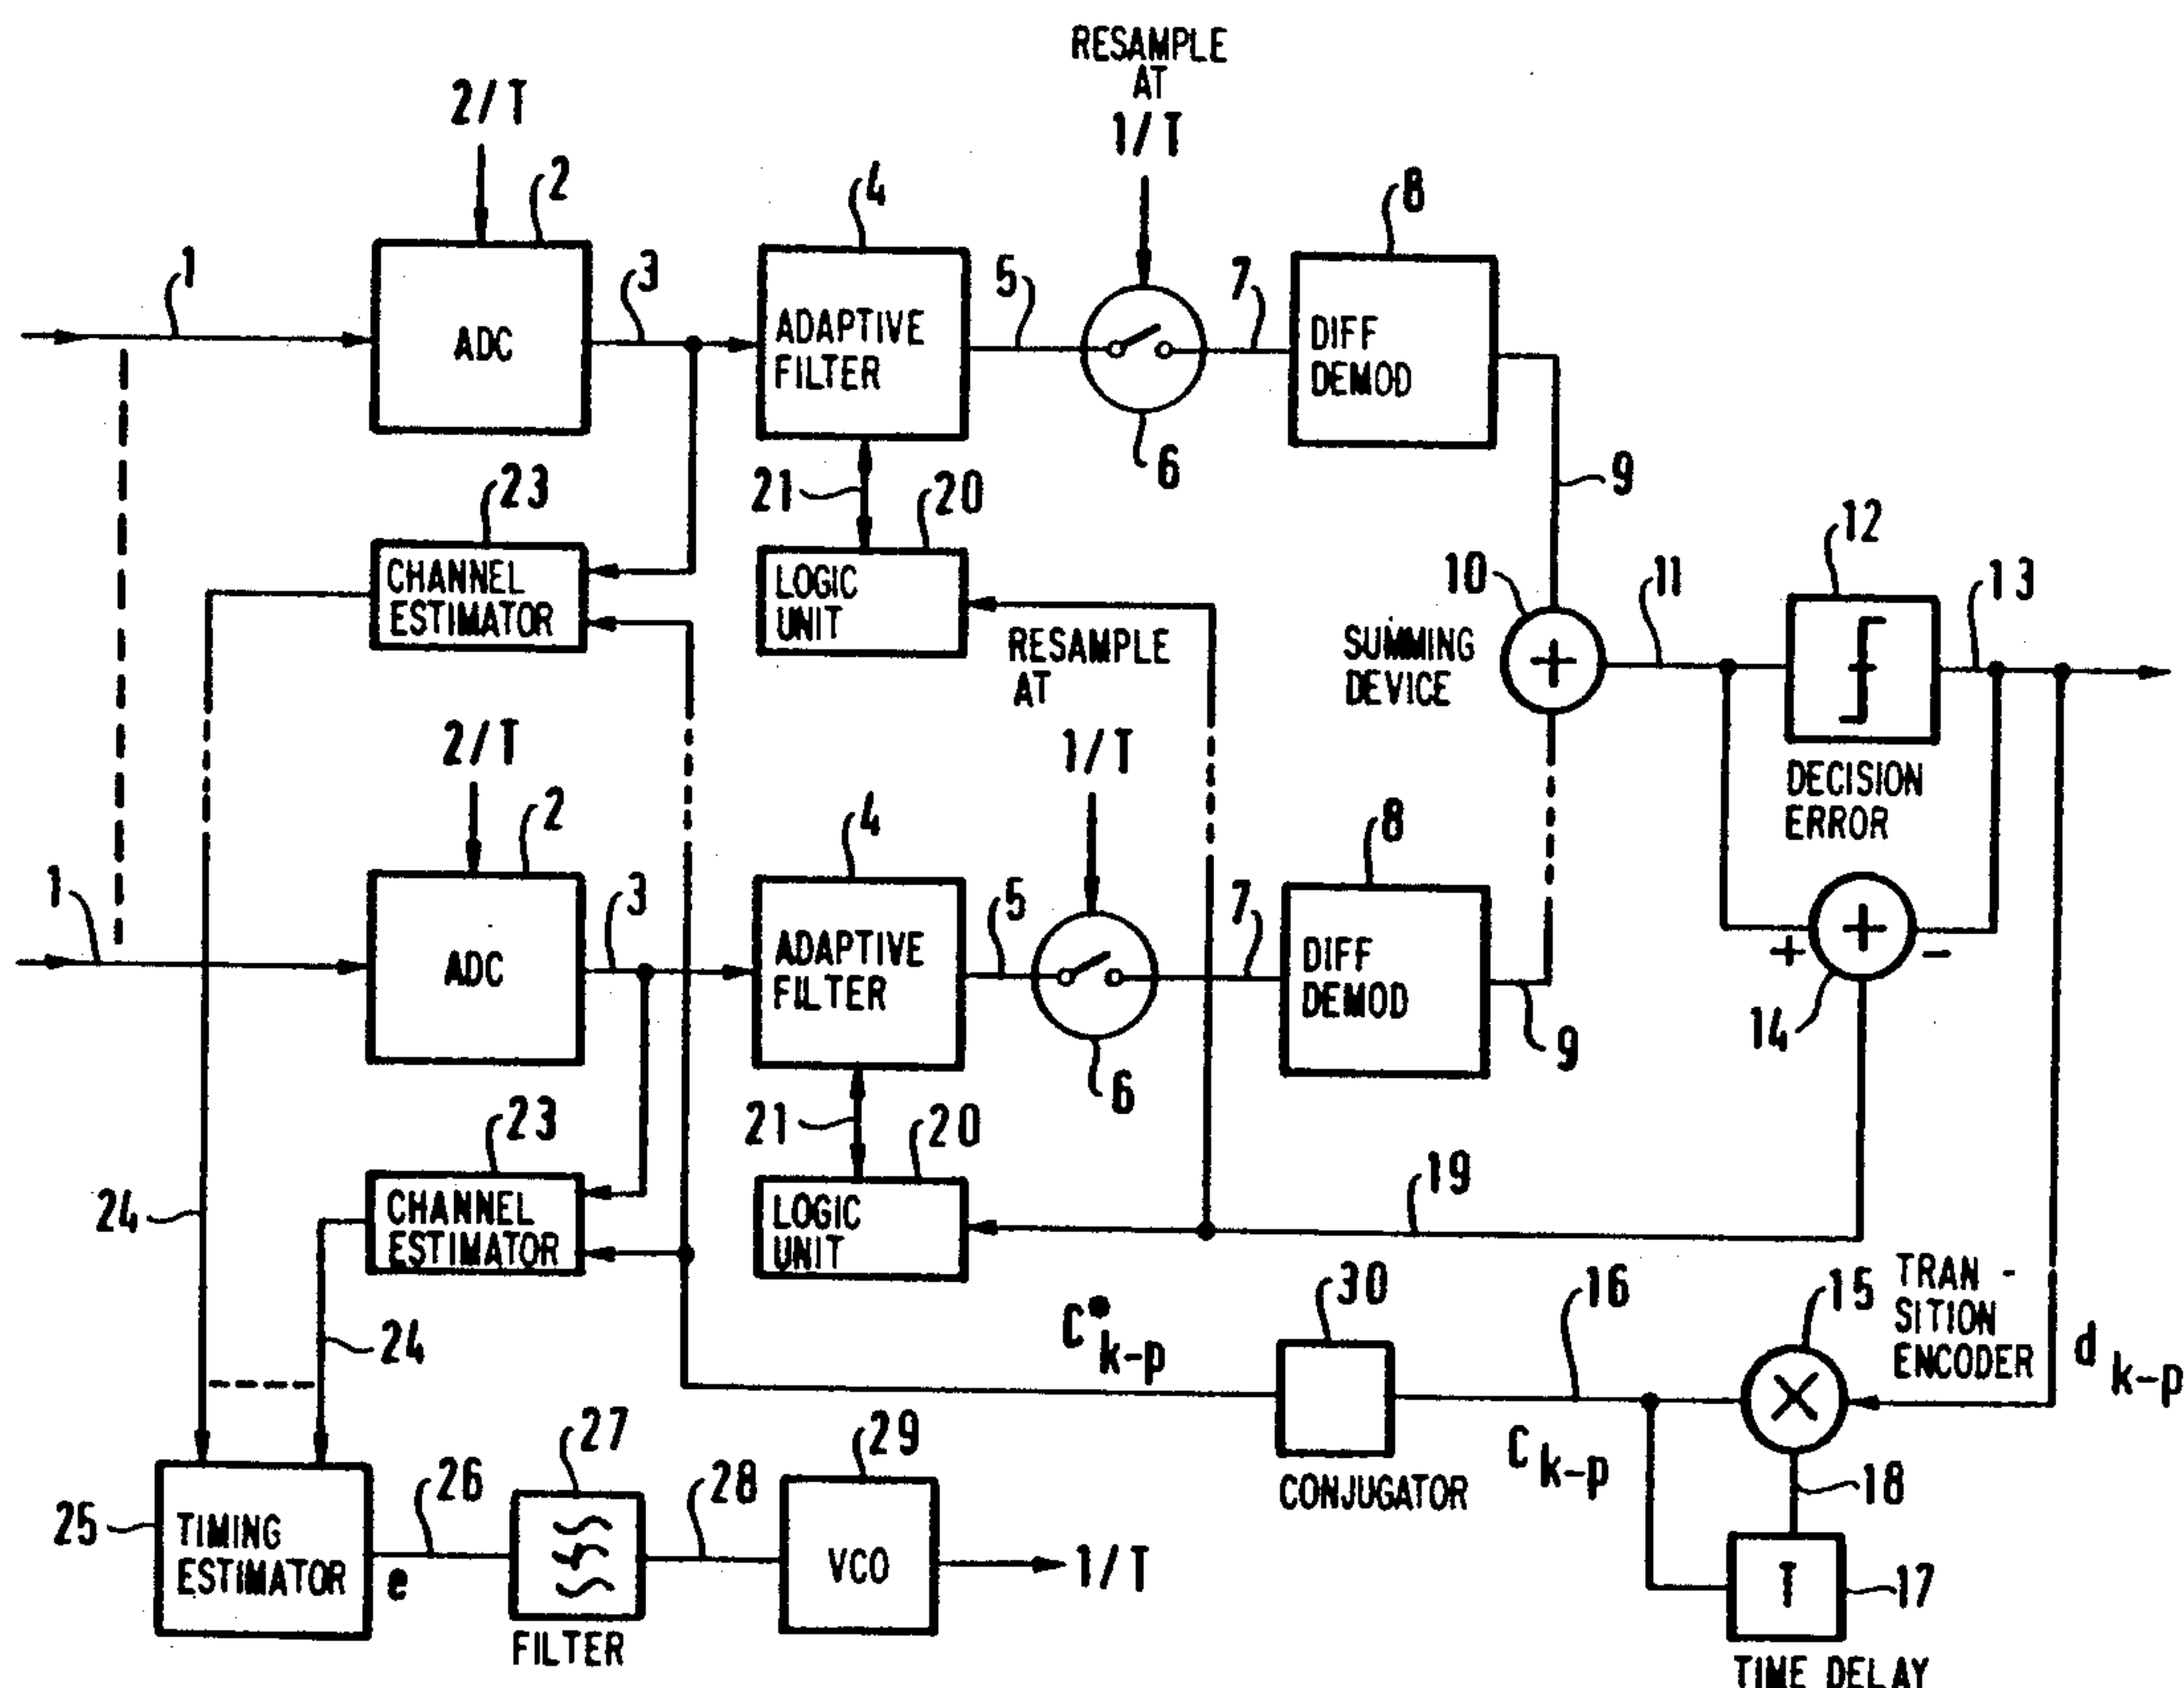 RESAMPLE
AT
1/T
2/T
2
4
8
1
3
5
7
ADC
ADAPTIVE
FILTER
DIFF
DEMOD
6
9
23
21
20
12
CHANNEL
ESTIMATOR
LOGIC
UNIT
10
11
13
SUMMING
DEVICE
+
RESAMPLE
AT
1/T
2/T
DECISION
ERROR
2
4
8
1
3
5
7
ADC
ADAPTIVE
FILTER
DIFF
DEMOD
+
+
-
14
6
9
23
21
20
CHANNEL
ESTIMATOR
LOGIC
UNIT
19
24
24
30
16
15
TRAN -
SITION
ENCODER
d k-p
C•k-p
X
C k-p
CONJUGATOR
18
25
TIMING
ESTIMATOR
26
e
27
FILTER
28
29
VCO
1/T
T
17
TIME DELAY